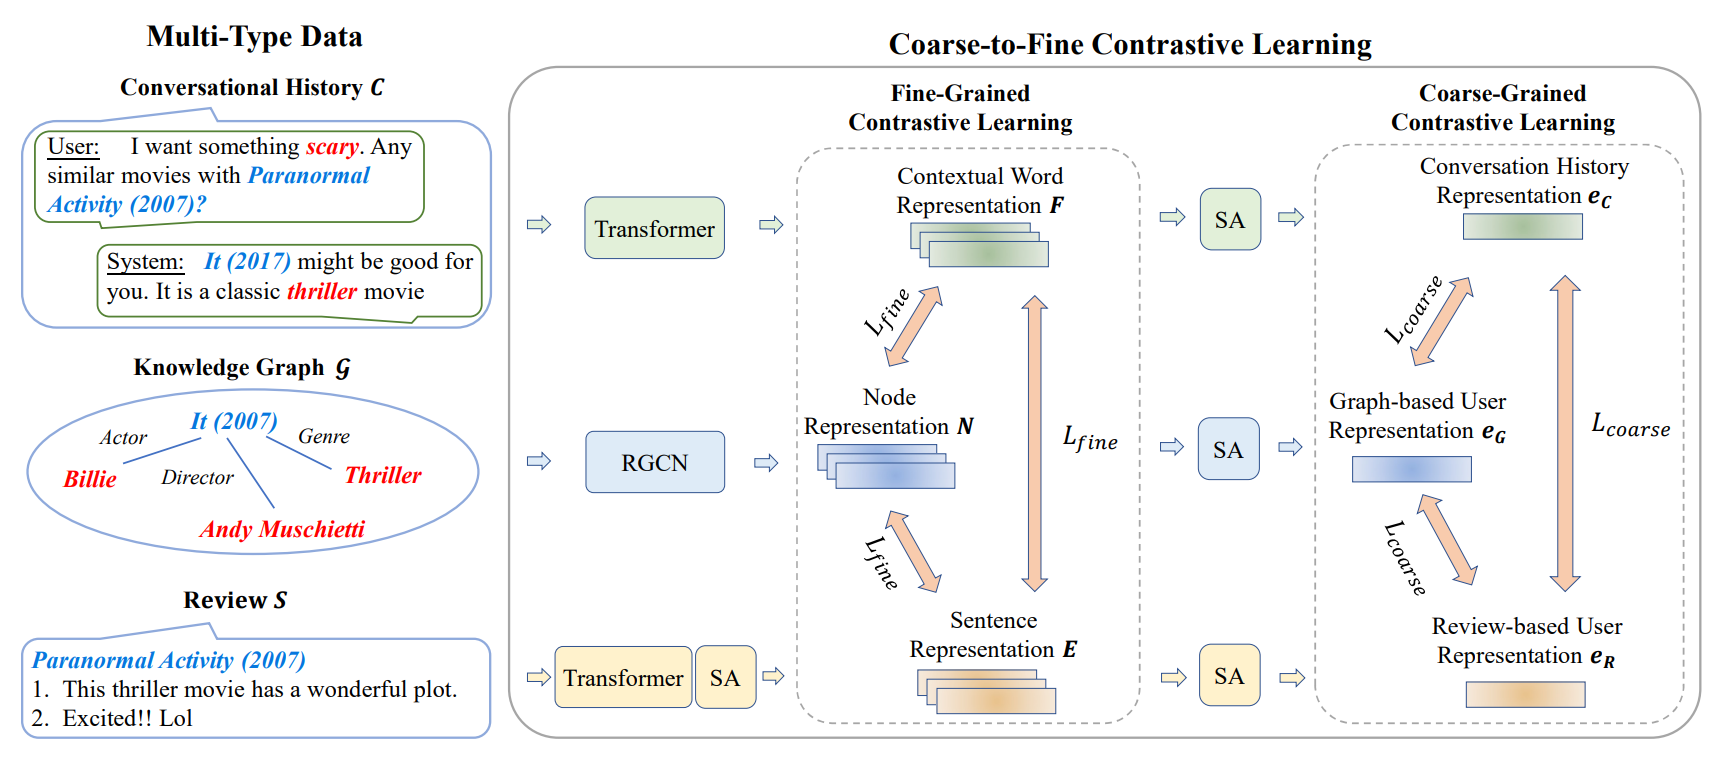 Multi-Type Data
Conversational History C
User: I want something scary. Any
similar movies with Paranormal
Activity (2007)?
System: It (2017) might be good for
you. It is a classic thriller movie
Knowledge Graph G
It (2007)
Actor
Genre
Billie
Director
Thriller
Andy Muschietti
Review S
Paranormal Activity (2007)
1. This thriller movie has a wonderful plot.
2. Excited!! Lol
Coarse-to-Fine Contrastive Learning
Fine-Grained
Contrastive Learning
Coarse-Grained
Contrastive Learning
Transformer
Contextual Word
Representation F
SA
Conversation History
Representation e_C
L_fine
L_coarse
RGCN
Node
Representation N
L_fine
SA
Graph-based User
Representation e_G
L_coarse
L_fine
L_coarse
Transformer
SA
Sentence
Representation E
SA
Review-based User
Representation e_R